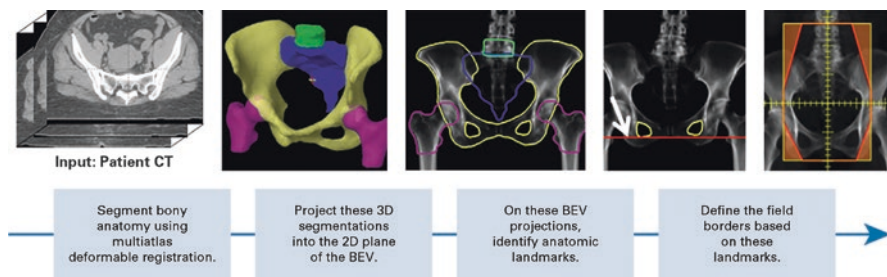 Input: Patient CT
Segment bony
anatomy using
multiatlas
deformable registration.
Project these 3D
segmentations
into the 2D plane
of the BEV.
On these BEV
projections,
identify anatomic
landmarks.
Define the field
borders based
on these
landmarks.